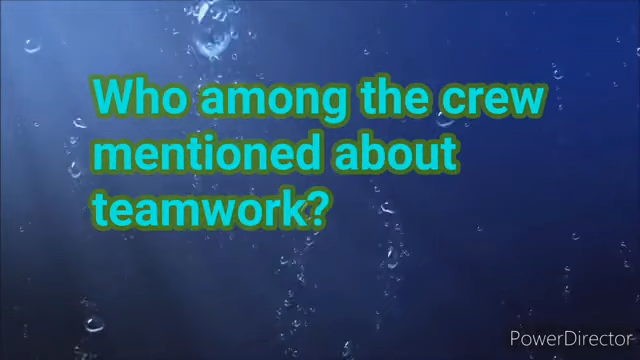 Who among the crew
mentioned about
teamwork?
PowerDirector